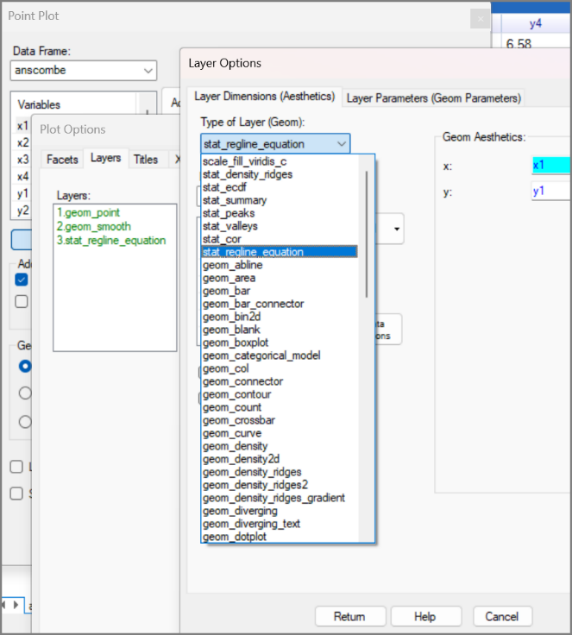 Point Plot
y4
6.58
Data Frame:
anscombe
Variables
x1
x2
x3
x4
y1
y2
Plot Options
Facets
Layers
Titles
X
Layers:
1.geom_point
2.geom_smooth
3.stat_regline_equation
Layer Options
Layer Dimensions (Aesthetics)
Layer Parameters (Geom Parameters)
Type of Layer (Geom):
stat_regline_equation
scale_fill_viridis_c
stat_density_ridges
stat_ecdf
stat_summary
stat_peaks
stat_valleys
stat_cor
stat_regline_equation
geom_abline
geom_area
geom_bar
geom_bar_connector
geom_bin2d
geom_blank
geom_boxplot
geom_categorical_model
geom_col
geom_connector
geom_contour
geom_count
geom_crossbar
geom_curve
geom_density
geom_density2d
geom_density_ridges
geom_density_ridges2
geom_density_ridges_gradient
geom_diverging
geom_diverging_text
geom_dotplot
Geom Aesthetics:
x: x1
y: y1
Return
Help
Cancel